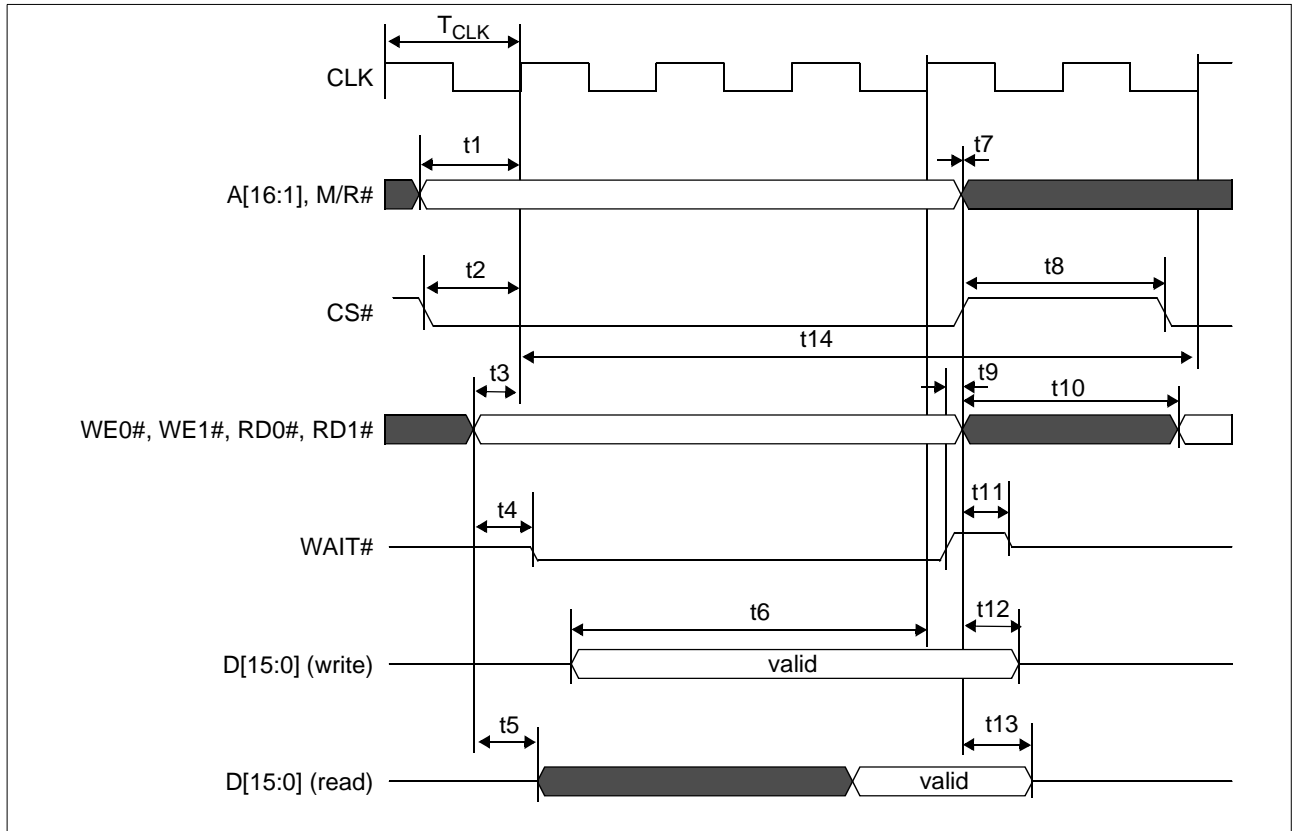 TCLK
CLK
t1
t7
A[16:1], M/R#
t2
t8
CS#
t14
t3
t9
t10
WE0#, WE1#, RD0#, RD1#
t4
t11
WAIT#
t6
t12
D[15:0] (write)
valid
t5
t13
D[15:0] (read)
valid